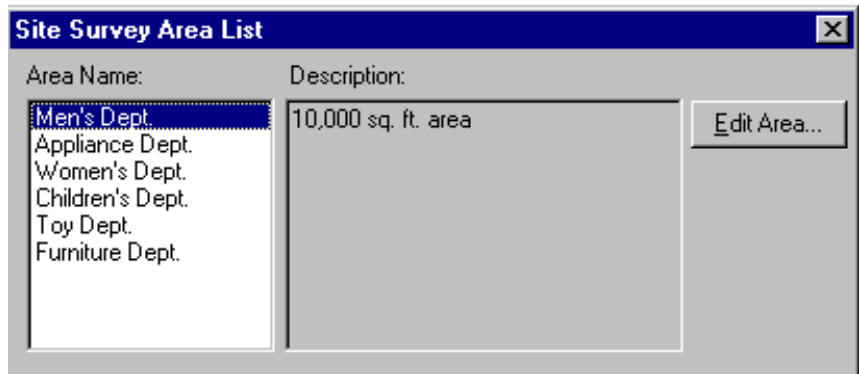 Site Survey Area List
Area Name:
Description:
Men's Dept.
Appliance Dept.
Women's Dept.
Children's Dept.
Toy Dept.
Furniture Dept.
10,000 sq. ft. area
Edit Area...